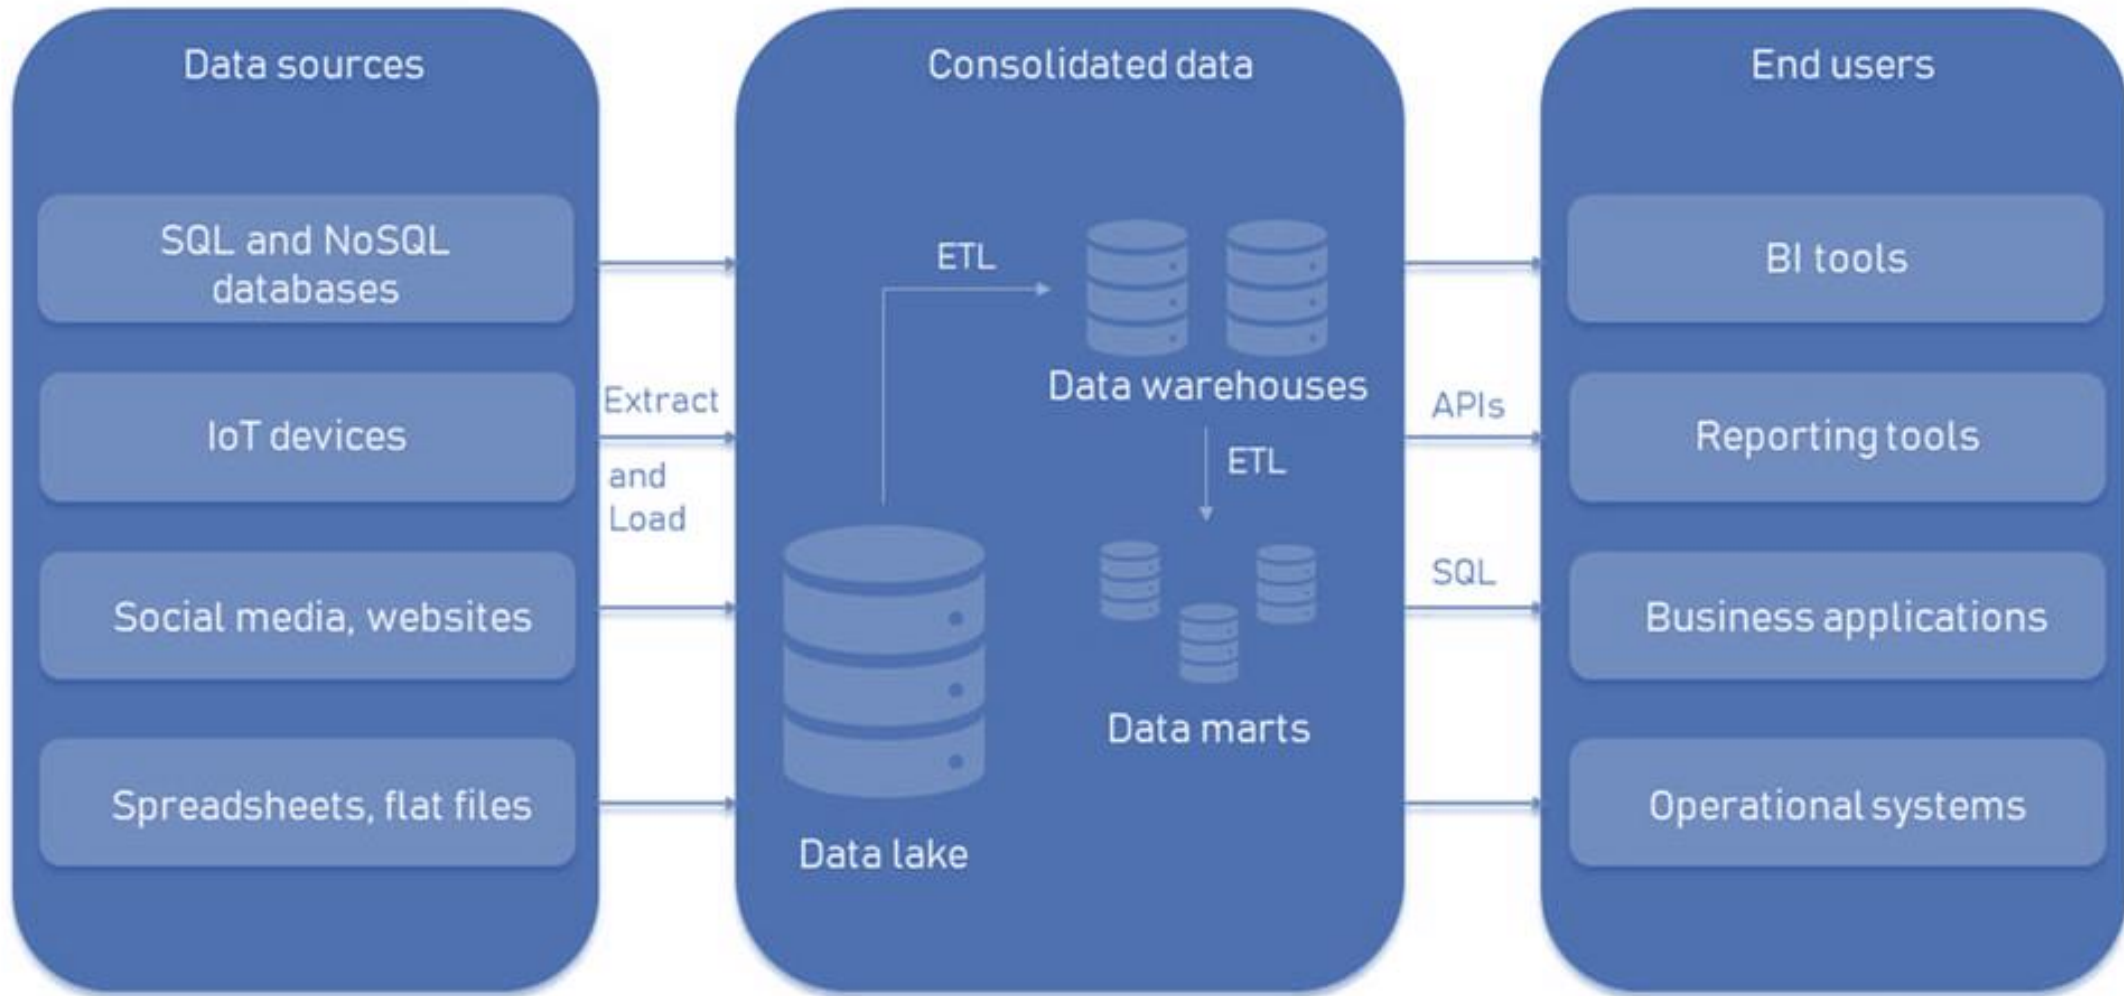 Data sources
SQL and NoSQL
databases
IoT devices
Social media, websites
Spreadsheets, flat files
Extract
and
Load
Consolidated data
ETL
Data warehouses
ETL
Data marts
Data lake
APIs
SQL
End users
BI tools
Reporting tools
Business applications
Operational systems